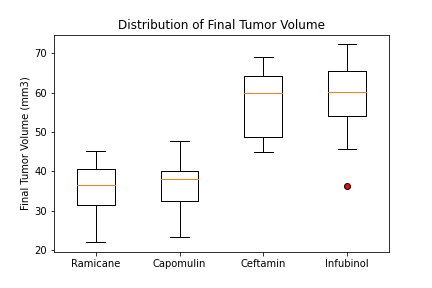 Distribution of Final Tumor Volume
Final Tumor Volume (mm3)
70
60
50
40
30
20
Ramicane Capomulin Ceftamin Infubinol